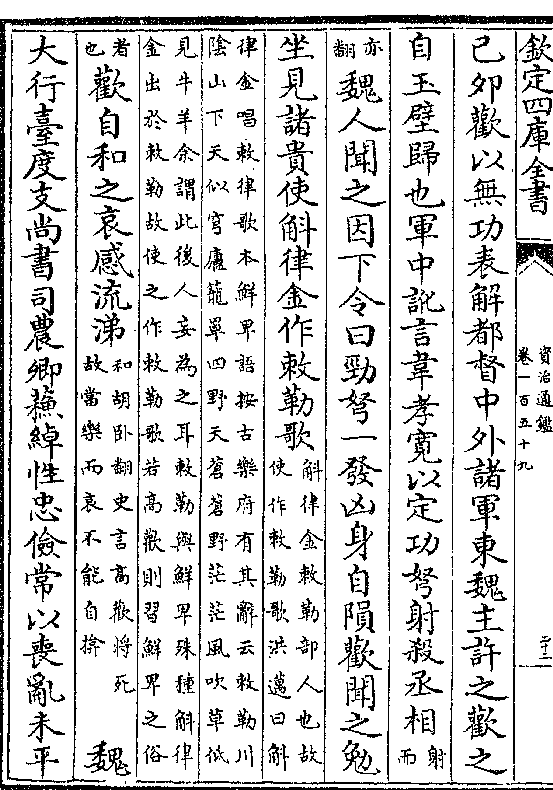 欽定四庫全書
資治通鑑
卷一百五十九
己卯歡以無功表解都督中外諸軍東魏主許之歡之
自玉壁歸也軍中訛言韋孝寬以定功弩射殺丞相射而
亦翻魏人聞之因下令曰勁弩一發凶身自隕歡聞之勉
坐見諸貴使斛律金作敕勒歌斛律金敕勒部人也故使作敕勒歌洪邁曰斛
律金唱敕律歌本鮮卑語按古樂府有其辭云敕勒川陰山下天似穹廬籠罩四野天蒼蒼野茫茫風吹草低
見牛羊余謂此後人妄為之耳敕勒與鮮卑殊種斛律金出於敕勒故使之作敕勒歌若高歡則習鮮卑之俗
者也歡自和之哀感流涕和胡卧翻史言高歡將死故當樂而哀不能自揜魏
大行臺度支尚書司農卿蘇綽性忠儉常以喪亂未平